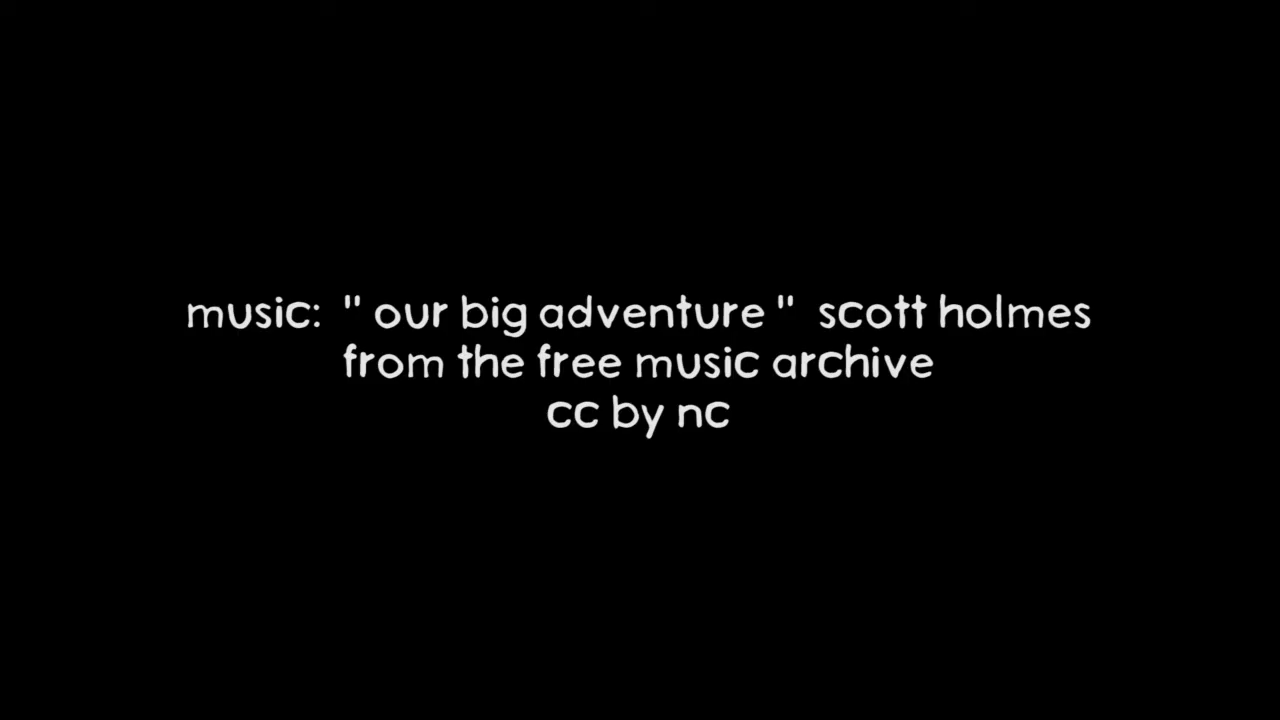 music: " our big adventure " scott holmes
from the free music archive
cc by nc